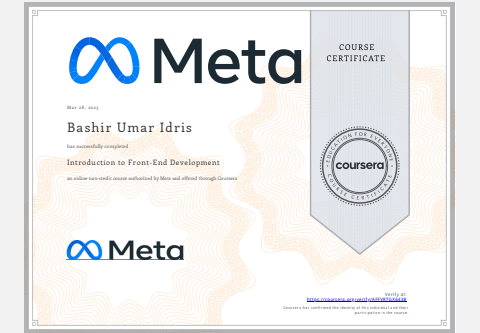 Meta
COURSE
CERTIFICATE
Mar 28, 2025
Bashir Umar Idris
has successfully completed
Introduction to Front-End Development
an online non-credit course authorized by Meta and offered through Coursera
EDUCATION FOR EVERYONE
coursera
COURSE CERTIFICATE
Meta
Verify at:
https://coursera.org/verify/
Coursera has confirmed the identity of this individual and their
participation in the course.